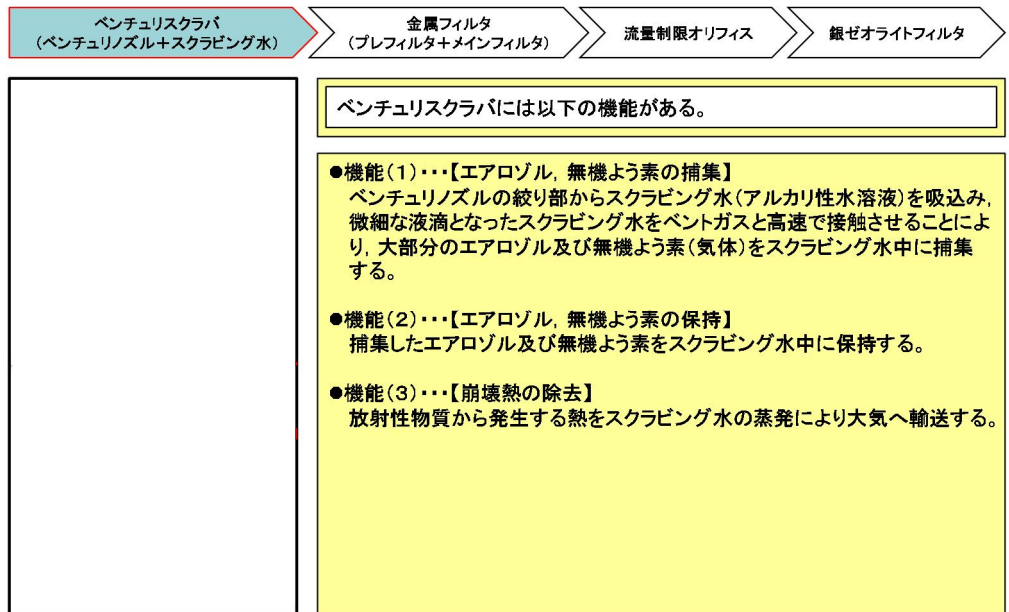 ベンチュリスクラバ
(ベンチュリノズル+スクラビング水)
金属フィルタ
(プレフィルタ+メインフィルタ)
流量制限オリフィス
銀ゼオライトフィルタ
ベンチュリスクラバには以下の機能がある。
●機能(1)・・・【エアロゾル,無機よう素の捕集】
ベンチュリノズルの絞り部からスクラビング水(アルカリ性水溶液)を吸込み,
微細な液滴となったスクラビング水をベントガスと高速で接触させることによ
り,大部分のエアロゾル及び無機よう素(気体)をスクラビング水中に捕集
する。
●機能(2)・・・【エアロゾル,無機よう素の保持】
捕集したエアロゾル及び無機よう素をスクラビング水中に保持する。
●機能(3)・・・【崩壊熱の除去】
放射性物質から発生する熱をスクラビング水の蒸発により大気へ輸送する。